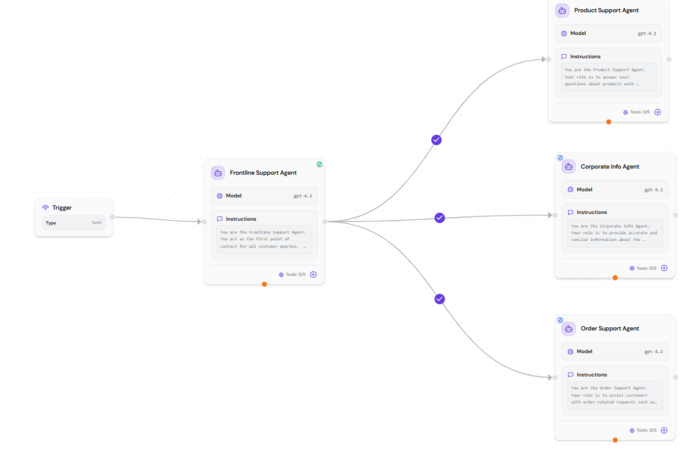 Product Support Agent
Model gpt-4.1
Instructions
You are the Product Support Agent.
Your role is to answer user
questions about products with …
Tools: 0/5
Frontline Support Agent
Model gpt-4.1
Instructions
You are the Frontline Support Agent.
You act as the first point of
contact for all customer queries. …
Tools: 0/5
Trigger
Type text
Corporate Info Agent
Model gpt-4.1
Instructions
You are the Corporate Info Agent.
Your role is to provide accurate and
concise information about the …
Tools: 0/5
Order Support Agent
Model gpt-4.1
Instructions
You are the Order Support Agent.
Your role is to assist customers
with order-related requests such as…
Tools: 0/5